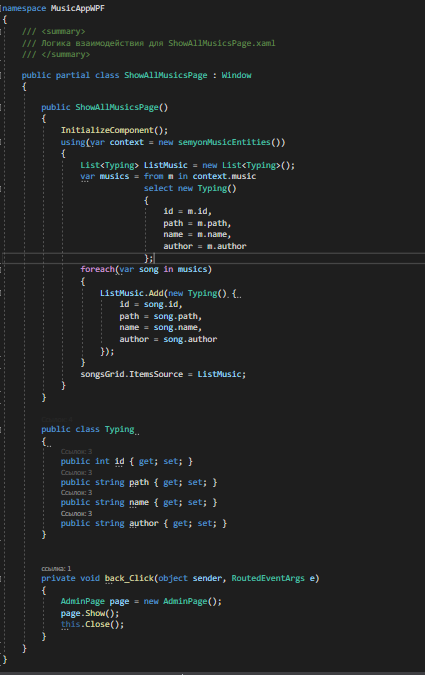 namespace MusicAppWPF
{
/// <summary>
/// Логика взаимодействия для ShowAllMusicsPage.xaml
/// </summary>
public partial class ShowAllMusicsPage : Window
{
public ShowAllMusicsPage()
{
InitializeComponent();
using(var context = new semyonMusicEntities())
{
List<Typing> ListMusic = new List<Typing>();
var musics = from m in context.music
select new Typing()
{
id = m.id,
path = m.path,
name = m.name,
author = m.author
};
foreach(var song in musics)
{
ListMusic.Add(new Typing() {
id = song.id,
path = song.path,
name = song.name,
author = song.author
});
}
songsGrid.ItemsSource = ListMusic;
}
}
public class Typing
{
Ссылок: 3
public int id { get; set; }
Ссылок: 3
public string path { get; set; }
Ссылок: 3
public string name { get; set; }
Ссылок: 3
public string author { get; set; }
}
ссылка: 1
private void back_Click(object sender, RoutedEventArgs e)
{
AdminPage page = new AdminPage();
page.Show();
this.Close();
}
}
}